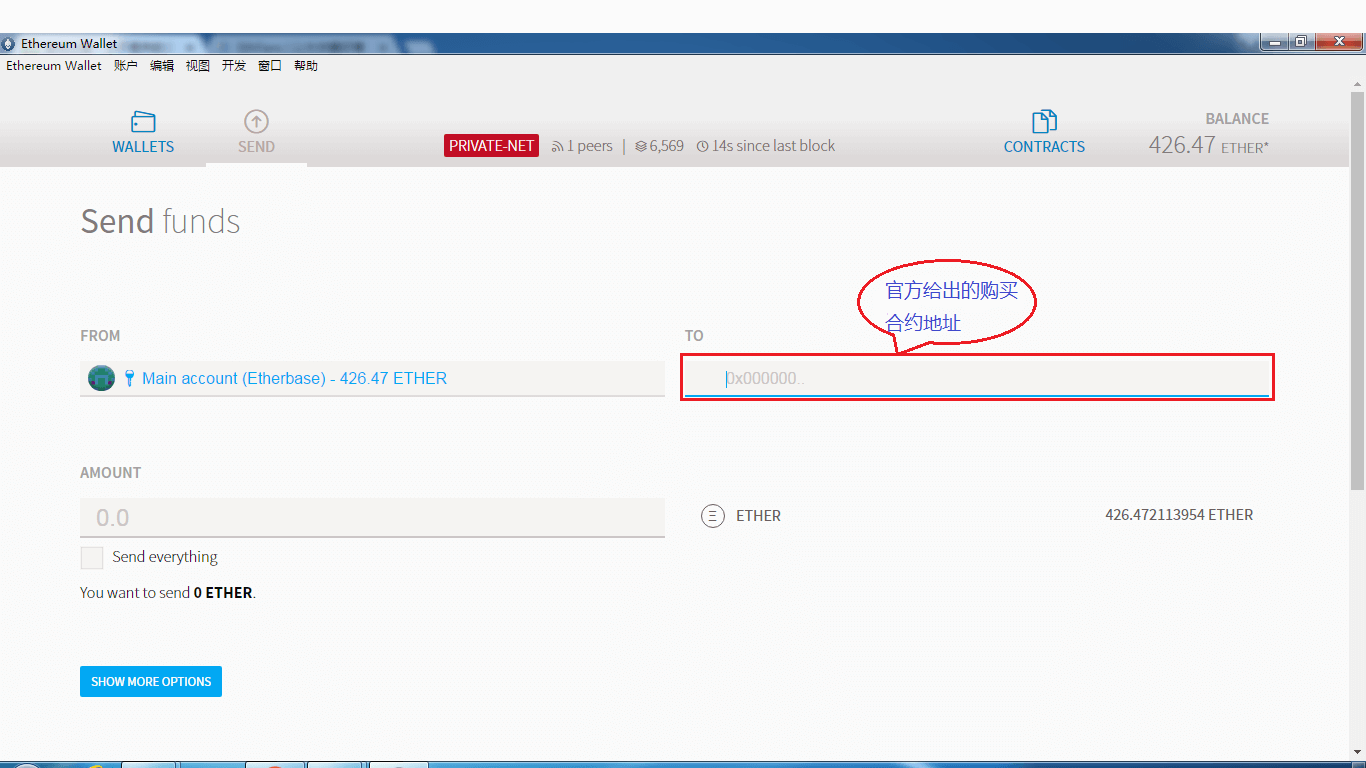 Ethereum Wallet
Ethereum Wallet 账户 编辑 视图 开发 窗口 帮助
WALLETS
SEND
PRIVATE-NET 1 peers | 6,569 14s since last block
CONTRACTS
BALANCE
426.47 ETHER*
Send funds
官方给出的购买
合约地址
FROM
TO
Main account (Etherbase) - 426.47 ETHER
0x000000..
AMOUNT
0.0
ETHER
426.472113954 ETHER
Send everything
You want to send 0 ETHER.
SHOW MORE OPTIONS